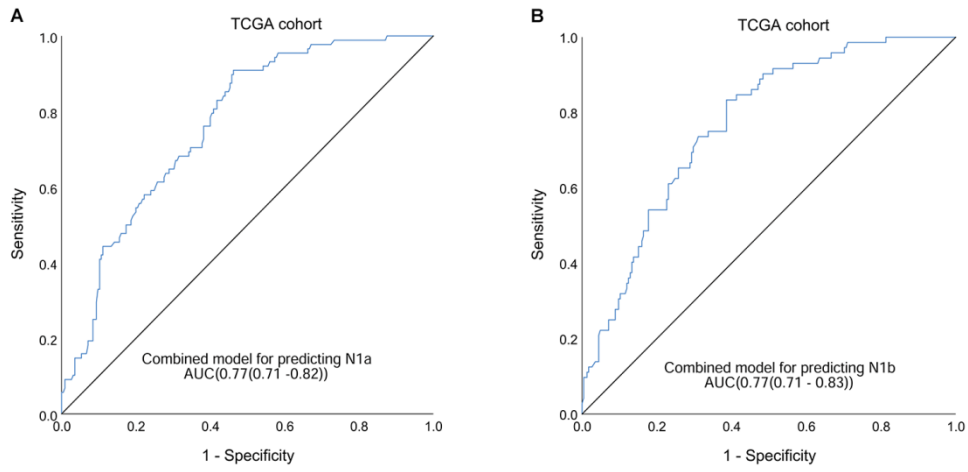 A
TCGA cohort
1.0
0.8
0.6
0.4
0.2
0.0
Sensitivity
Combined model for predicting N1a
AUC(0.77(0.71 -0.82))
0.0 0.2 0.4 0.6 0.8 1.0
1 - Specificity
B
TCGA cohort
1.0
0.8
0.6
0.4
0.2
0.0
Sensitivity
Combined model for predicting N1b
AUC(0.77(0.71 - 0.83))
0.0 0.2 0.4 0.6 0.8 1.0
1 - Specificity